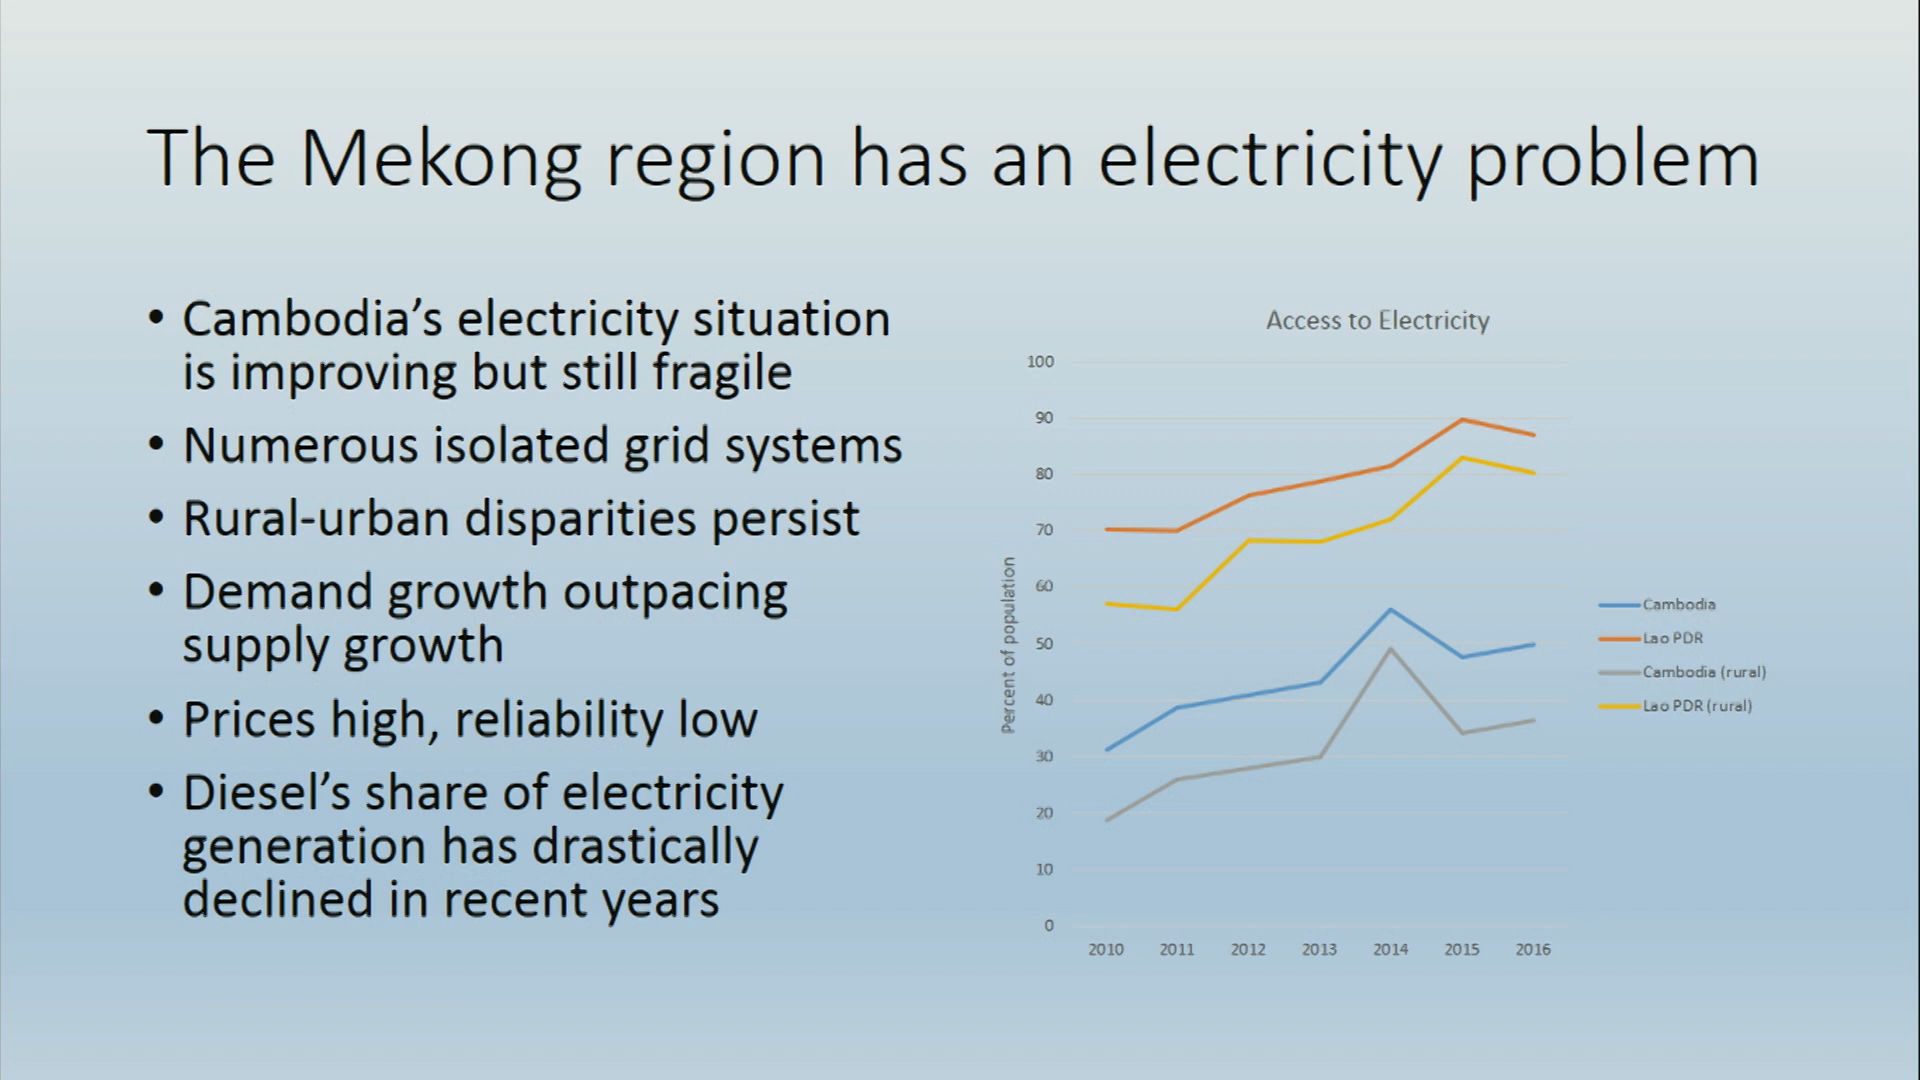 The Mekong region has an electricity problem
• Cambodia’s electricity situation
is improving but still fragile
• Numerous isolated grid systems
• Rural-urban disparities persist
• Demand growth outpacing
supply growth
• Prices high, reliability low
• Diesel’s share of electricity
generation has drastically
declined in recent years
Access to Electricity
100
90
80
70
60
50
40
30
20
10
0
Percent of population
2010 2011 2012 2013 2014 2015 2016
Cambodia
Lao PDR
Cambodia (rural)
Lao PDR (rural)